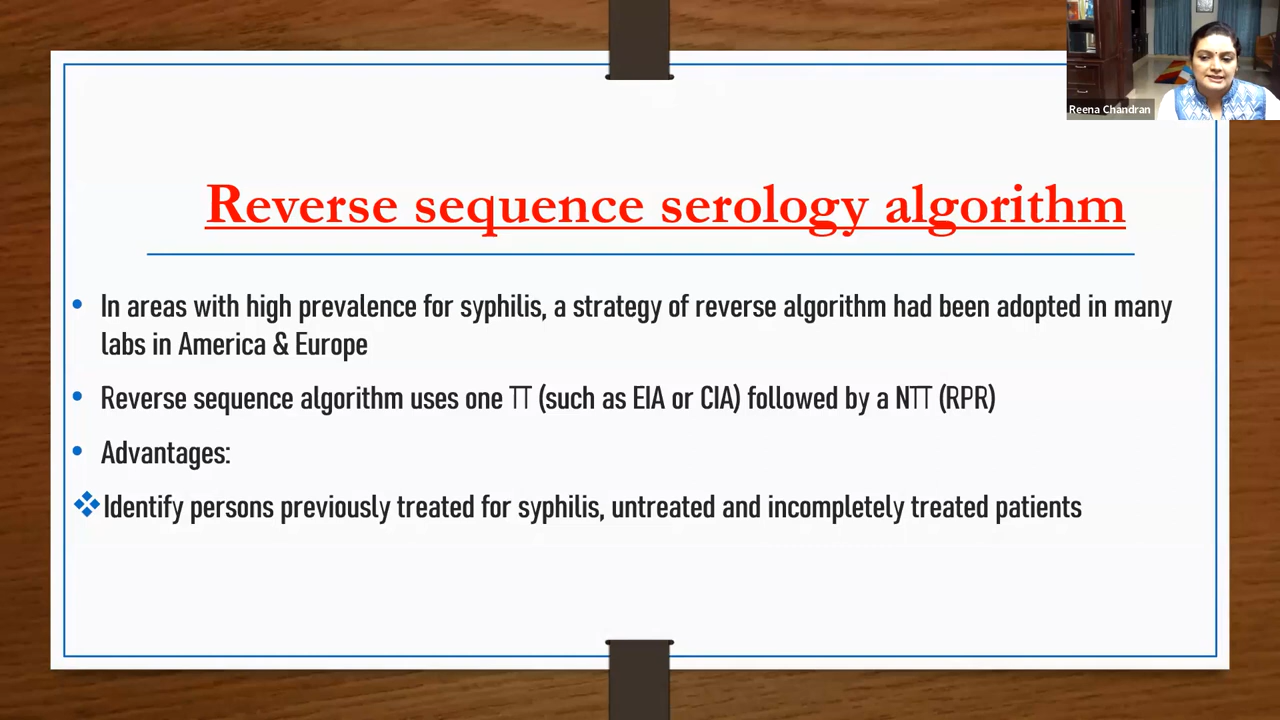 Reena Chandran
Reverse sequence serology algorithm
• In areas with high prevalence for syphilis, a strategy of reverse algorithm had been adopted in many
labs in America & Europe
• Reverse sequence algorithm uses one TT (such as EIA or CIA) followed by a NTT (RPR)
• Advantages:
❖Identify persons previously treated for syphilis, untreated and incompletely treated patients